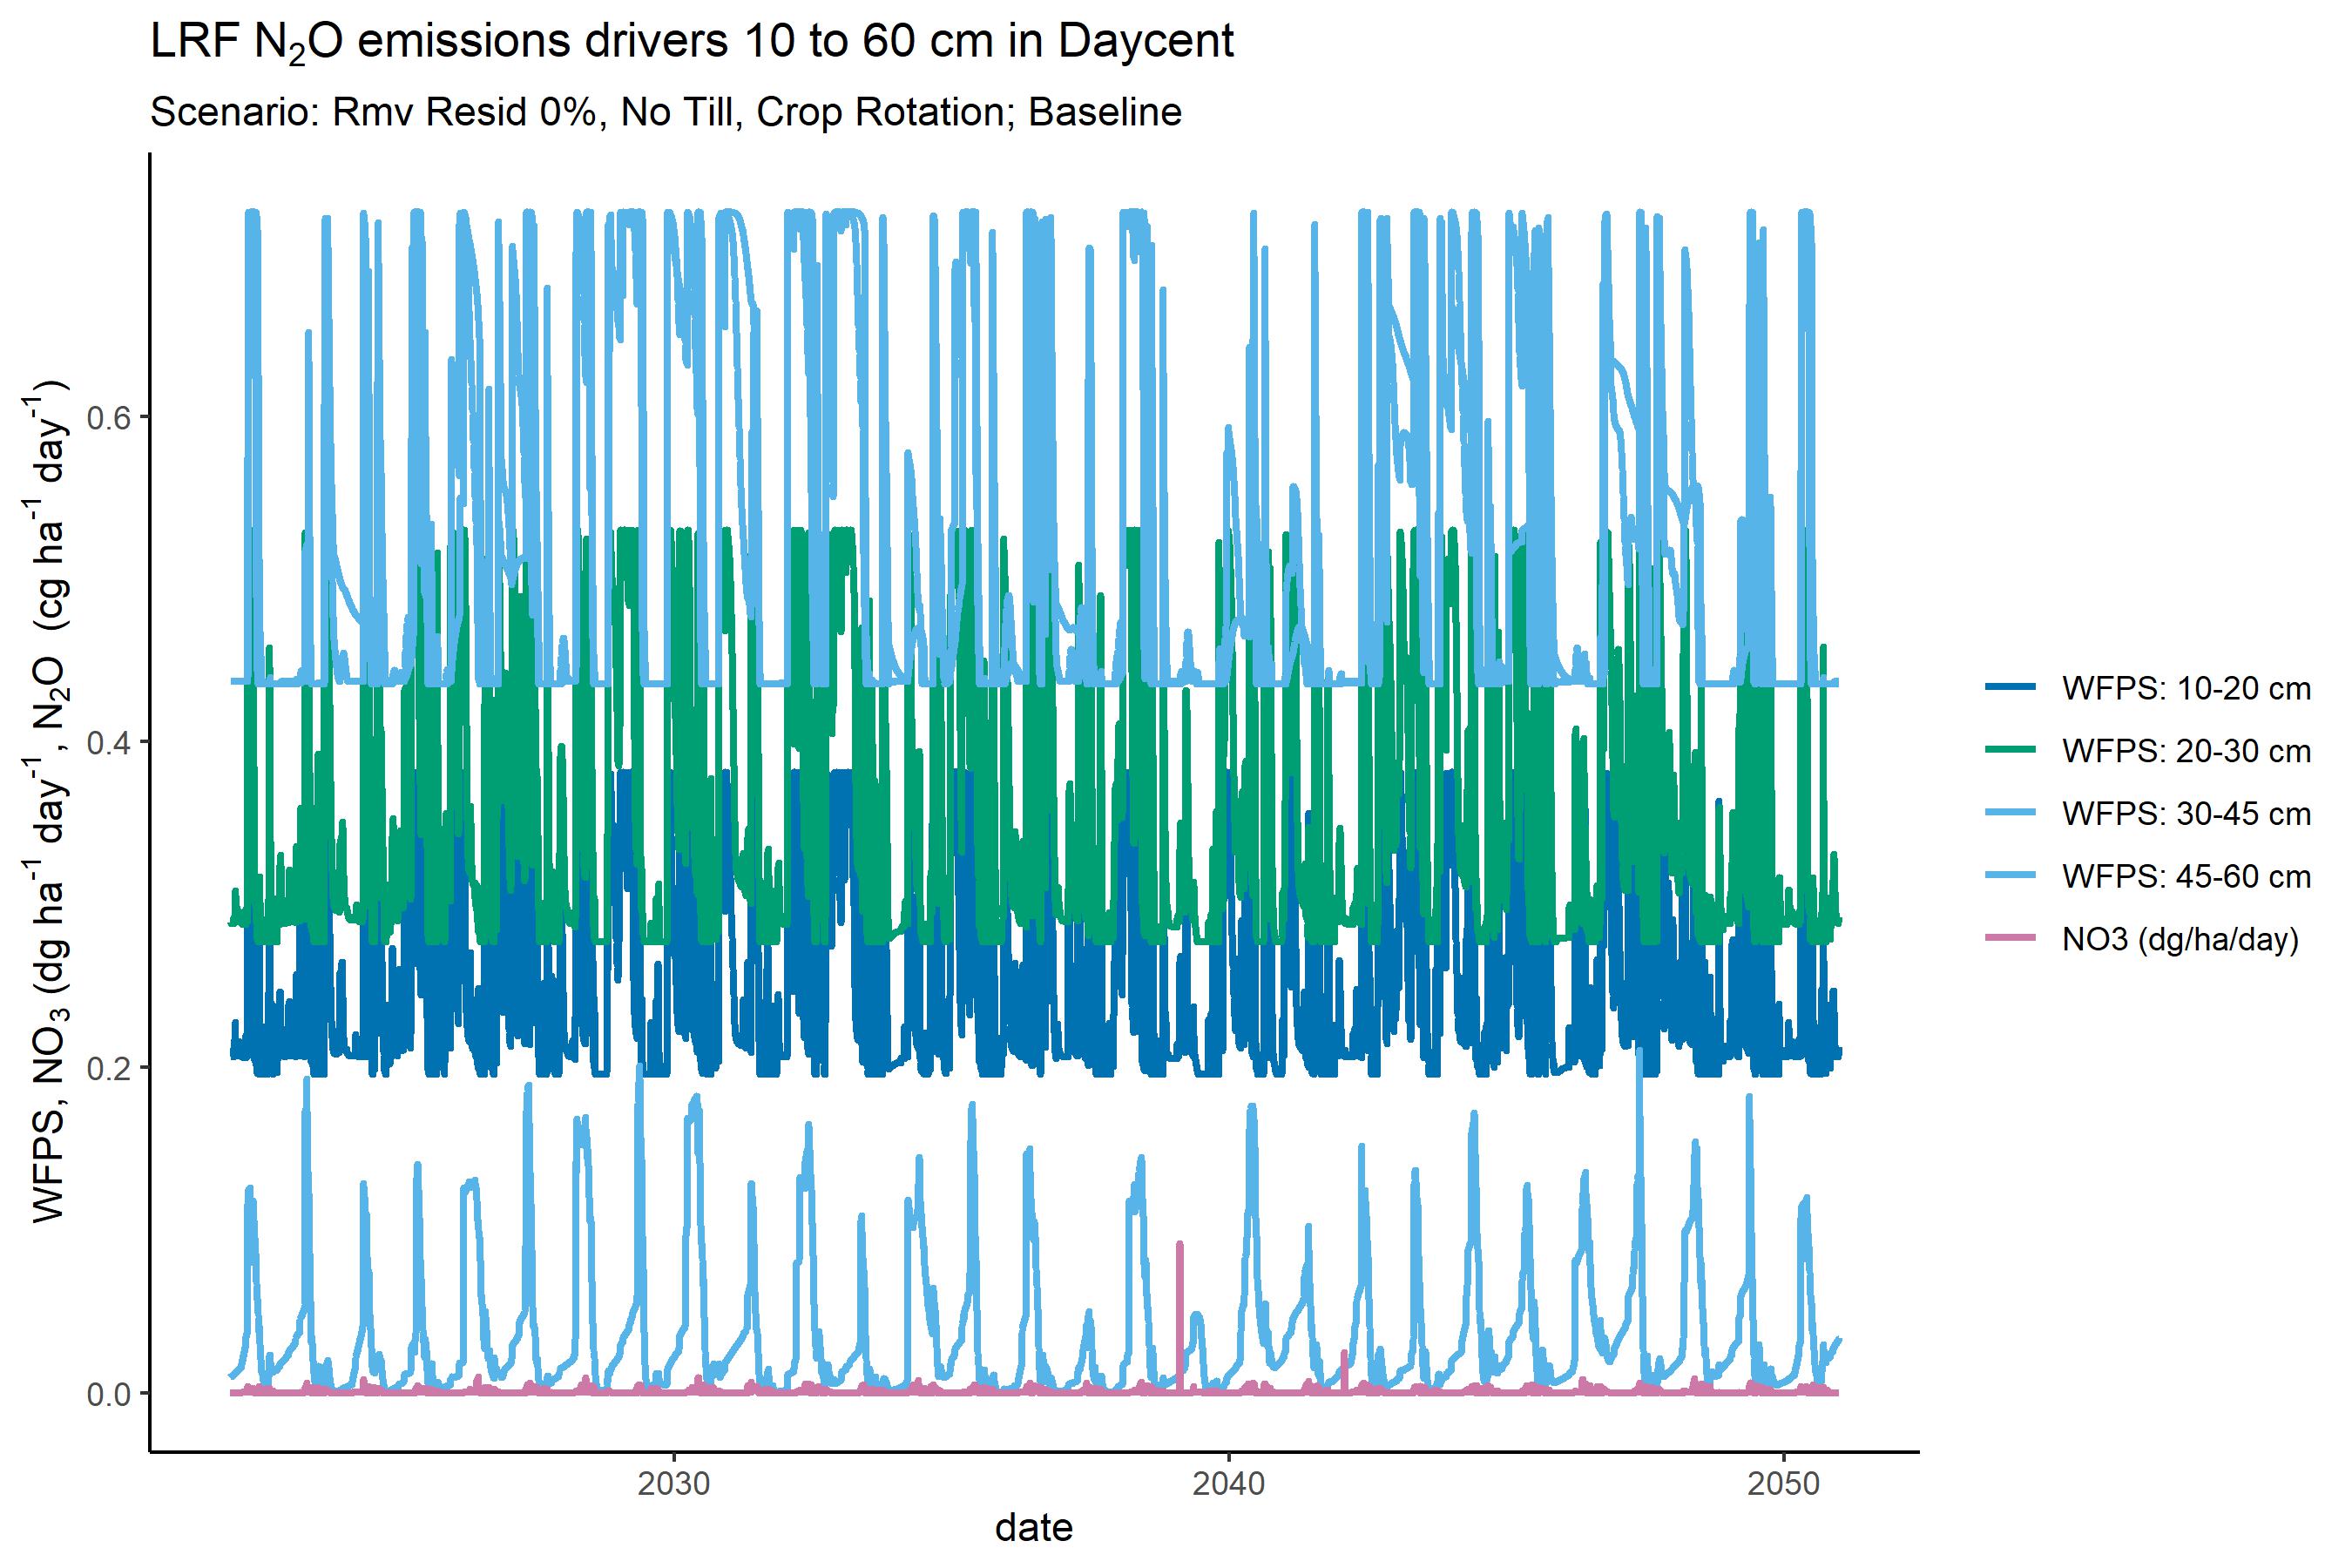 LRF N₂O emissions drivers 10 to 60 cm in Daycent
Scenario: Rmv Resid 0%, No Till, Crop Rotation; Baseline
WFPS, NO₃ (dg ha⁻¹ day⁻¹, N₂O (cg ha⁻¹ day⁻¹)
0.6
0.4
0.2
0.0
2030
2040
2050
date
WFPS: 10-20 cm
WFPS: 20-30 cm
WFPS: 30-45 cm
WFPS: 45-60 cm
NO3 (dg/ha/day)